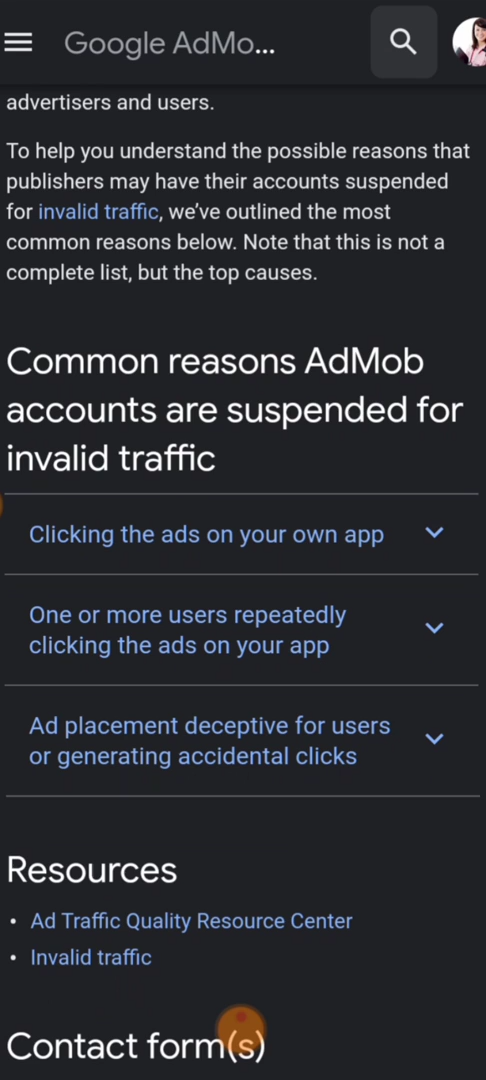 Google AdMo...
advertisers and users.
To help you understand the possible reasons that
publishers may have their accounts suspended
for invalid traffic, we’ve outlined the most
common reasons below. Note that this is not a
complete list, but the top causes.
Common reasons AdMob
accounts are suspended for
invalid traffic
Clicking the ads on your own app
One or more users repeatedly
clicking the ads on your app
Ad placement deceptive for users
or generating accidental clicks
Resources
• Ad Traffic Quality Resource Center
• Invalid traffic
Contact form(s)